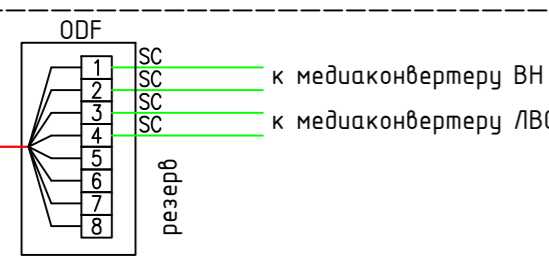 ODF
1 SC
2 SC
к медиаконвертеру ВН
3 SC
4 SC
к медиаконвертеру ЛВС
5
6
7
8
резерв